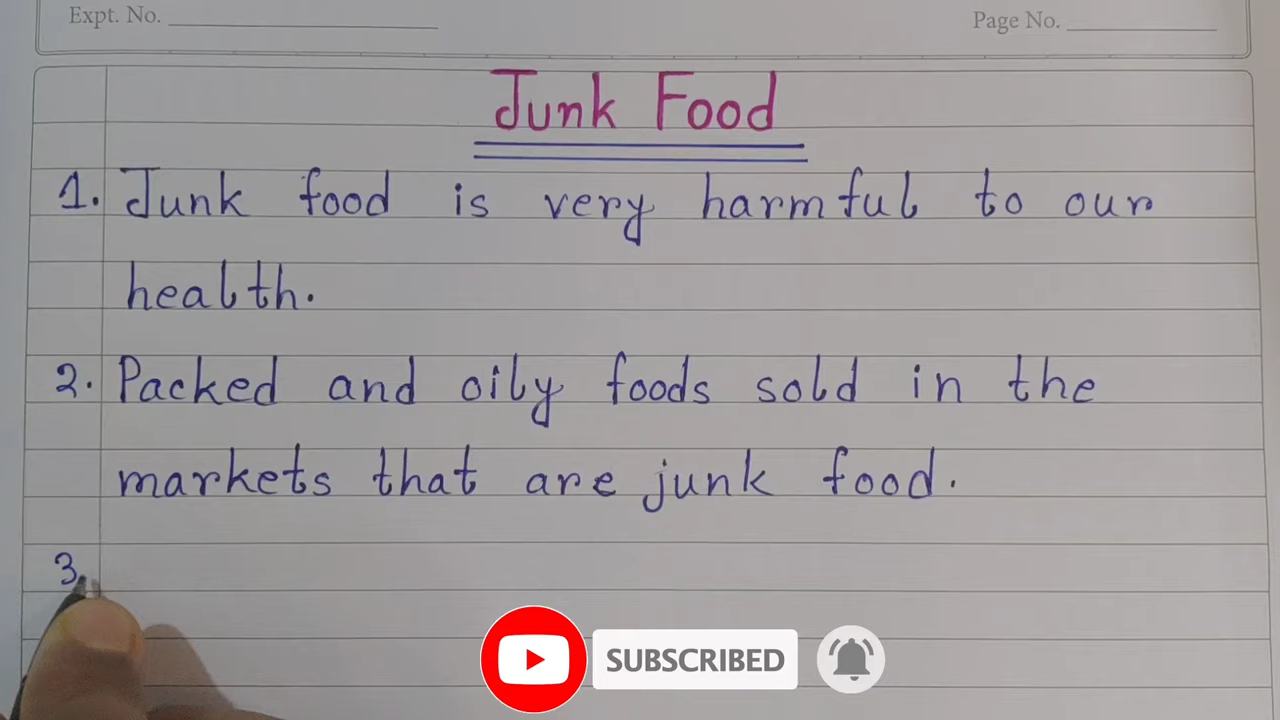 Expt. No.
Page No.
Junk Food
1. Junk food is very harmful to our
health.
2. Packed and oily foods sold in the
markets that are junk food.
3.
SUBSCRIBED